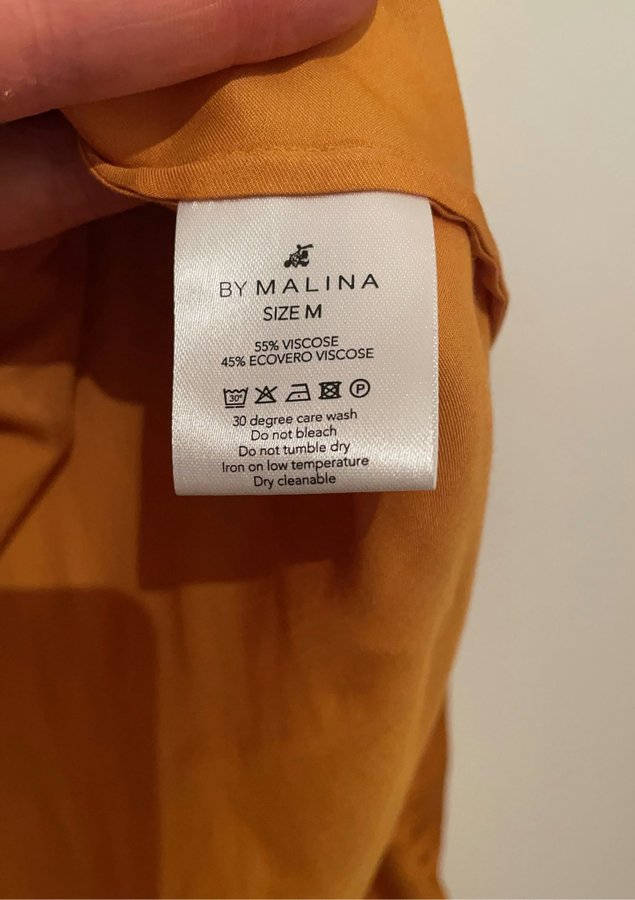 BY MALINA
SIZE M
55% VISCOSE
45% ECOVERO VISCOSE
30°
P
30 degree care wash
Do not bleach
Do not tumble dry
Iron on low temperature
Dry cleanable